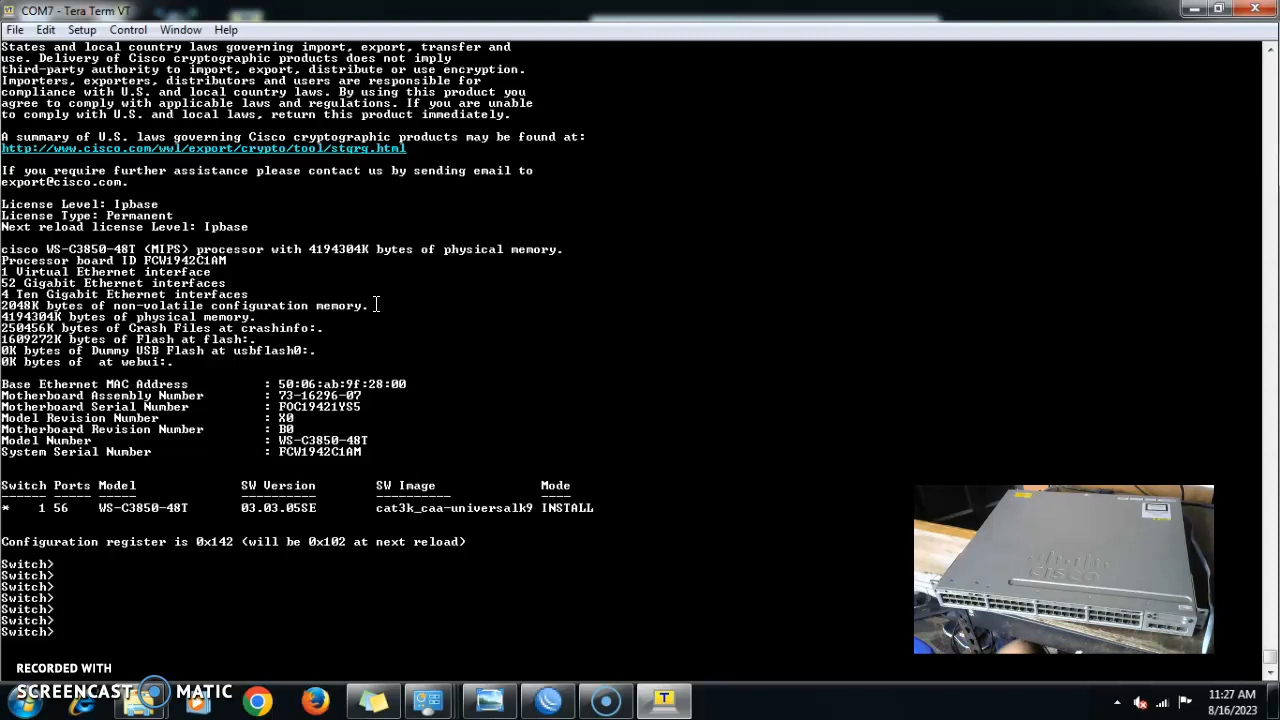 COM7 - Tera Term VT
File Edit Setup Control Window Help
States and local country laws governing import, export, transfer and
use. Delivery of Cisco cryptographic products does not imply
third-party authority to import, export, distribute or use encryption.
Importers, exporters, distributors and users are responsible for
compliance with U.S. and local country laws. By using this product you
agree to comply with applicable laws and regulations. If you are unable
to comply with U.S. and local laws, return this product immediately.
A summary of U.S. laws governing Cisco cryptographic products may be found at:
http://www.cisco.com/wwl/export/crypto/tool/stqrg.html
If you require further assistance please contact us by sending email to
export@cisco.com.
License Level: Ipbase
License Type: Permanent
Next reload license Level: Ipbase
cisco WS-C3850-48T (MIPS) processor with 4194304K bytes of physical memory.
Processor board ID FCW1942C1AM
1 Virtual Ethernet interface
52 Gigabit Ethernet interfaces
4 Ten Gigabit Ethernet interfaces
2048K bytes of non-volatile configuration memory.
4194304K bytes of physical memory.
250456K bytes of Crash Files at crashinfo:.
1609272K bytes of Flash at flash:.
0K bytes of Dummy USB Flash at usbflash0:.
0K bytes of  at webui:.
Base Ethernet MAC Address : 50:06:ab:9f:28:00
Motherboard Assembly Number : 73-16296-07
Motherboard Serial Number : FOC19421YS5
Model Revision Number : X0
Motherboard Revision Number : B0
Model Number : WS-C3850-48T
System Serial Number : FCW1942C1AM
Switch Ports Model SW Version SW Image Mode
------ ----- ----- ---------- ---------- ----
* 1 56 WS-C3850-48T 03.03.05SE cat3k_caa-universalk9 INSTALL
Configuration register is 0x142 (will be 0x102 at next reload)
Switch>
Switch>
Switch>
Switch>
Switch>
Switch>
Switch>
cisco
RECORDED WITH
SCREENCAST MATIC
11:27 AM
8/16/2023